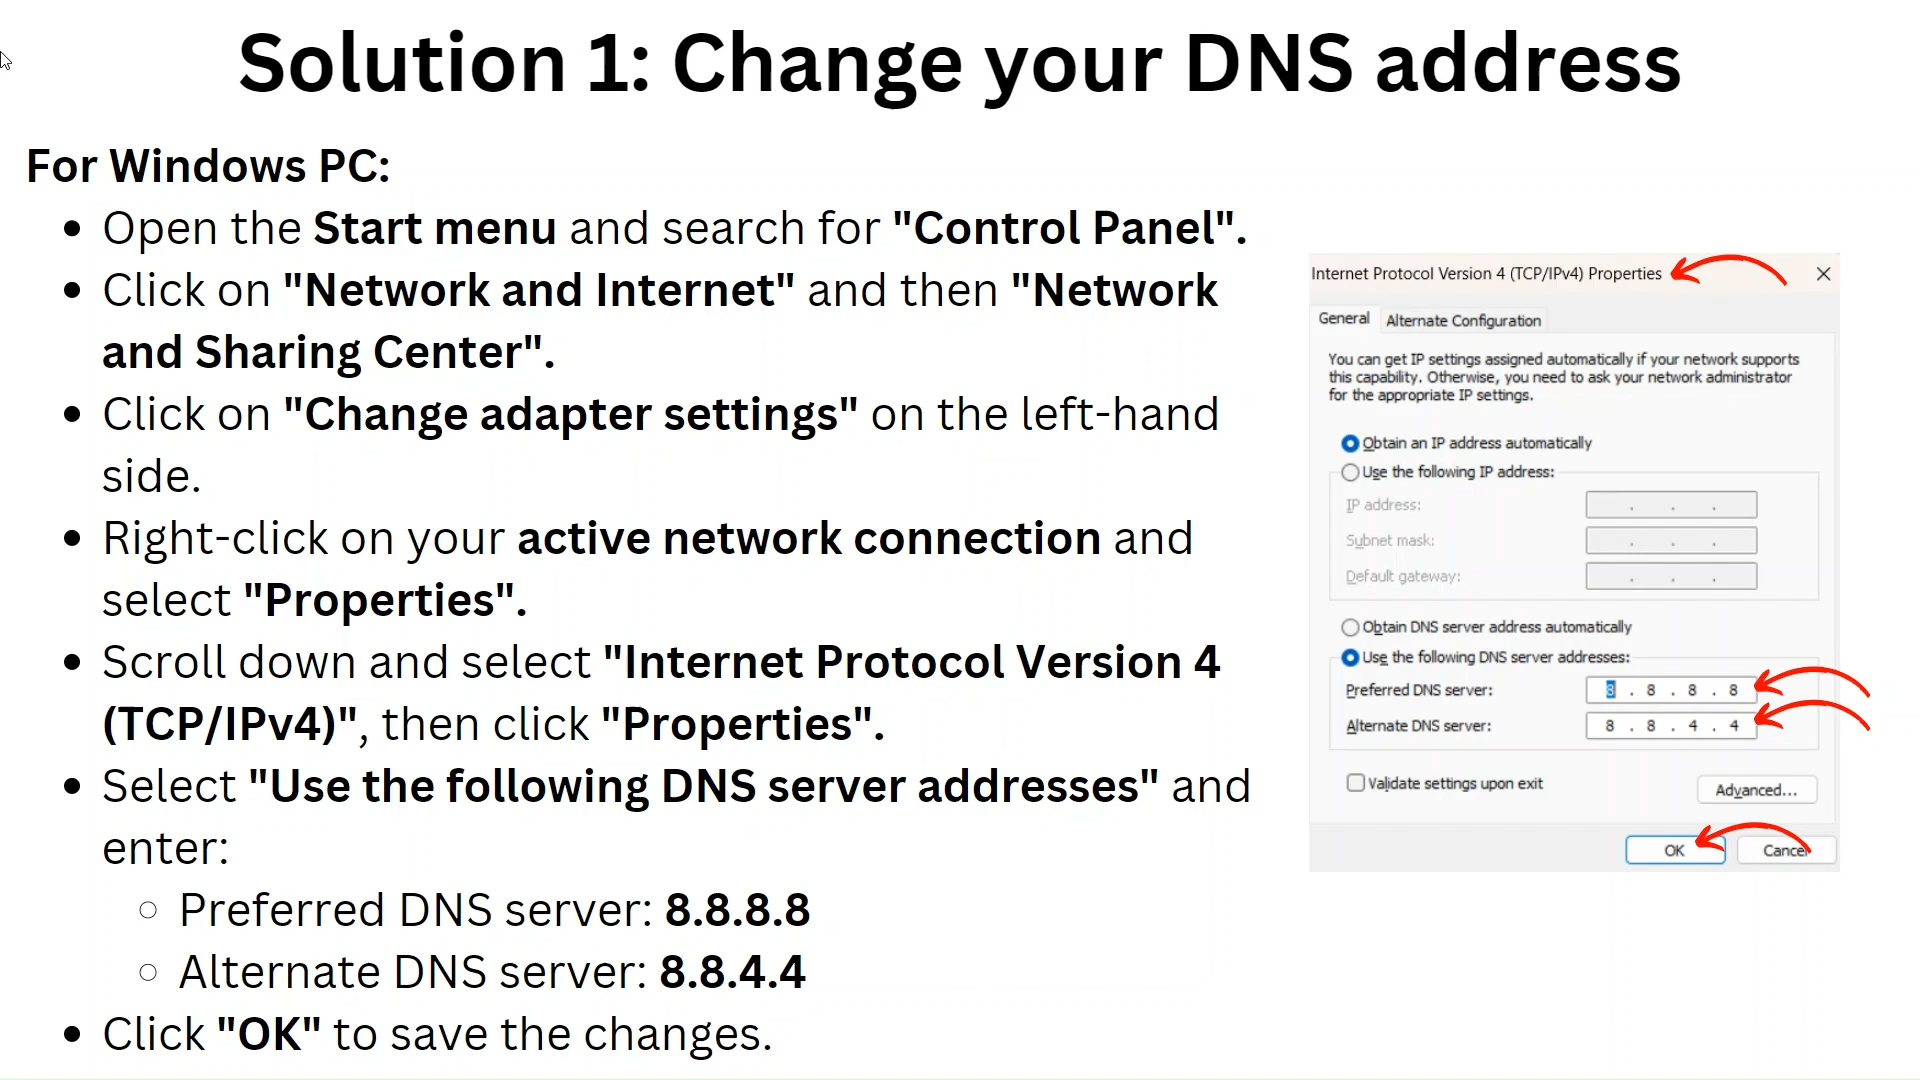 Solution 1: Change your DNS address
For Windows PC:
Open the Start menu and search for "Control Panel".
Click on "Network and Internet" and then "Network
and Sharing Center".
Click on "Change adapter settings" on the left-hand
side.
Right-click on your active network connection and
select "Properties".
Scroll down and select "Internet Protocol Version 4
(TCP/IPv4)", then click "Properties".
Select "Use the following DNS server addresses" and
enter:
Preferred DNS server: 8.8.8.8
Alternate DNS server: 8.8.4.4
Click "OK" to save the changes.
Internet Protocol Version 4 (TCP/IPv4) Properties
General Alternate Configuration
You can get IP settings assigned automatically if your network supports
this capability. Otherwise, you need to ask your network administrator
for the appropriate IP settings.
Obtain an IP address automatically
Use the following IP address:
IP address:
Subnet mask:
Default gateway:
Obtain DNS server address automatically
Use the following DNS server addresses:
Preferred DNS server: 8 . 8 . 8 . 8
Alternate DNS server: 8 . 8 . 4 . 4
Validate settings upon exit
Advanced...
OK Cancel